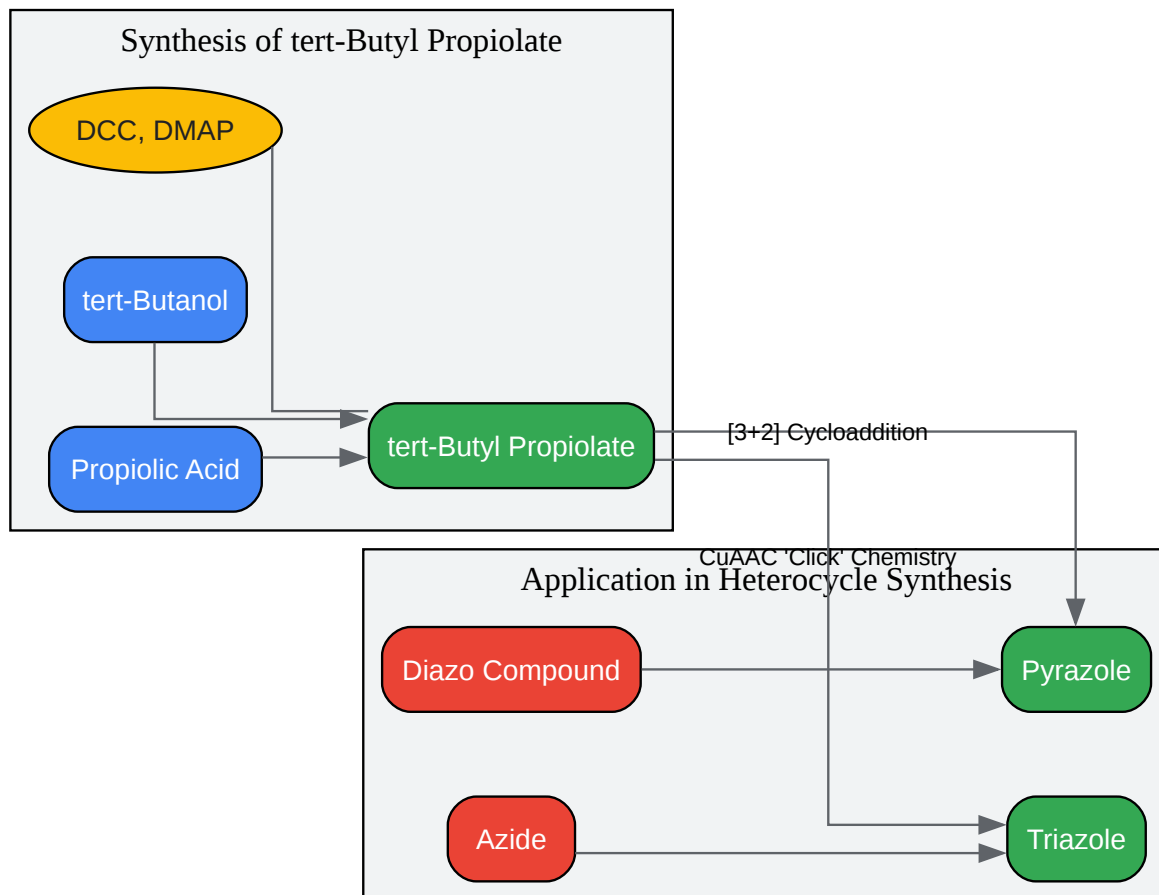 Synthesis of tert-Butyl Propiolate
DCC, DMAP
tert-Butanol
Propiolic Acid
tert-Butyl Propiolate
[3+2] Cycloaddition
CuAAC 'Click' Chemistry
Application in Heterocycle Synthesis
Diazo Compound
Pyrazole
Azide
Triazole